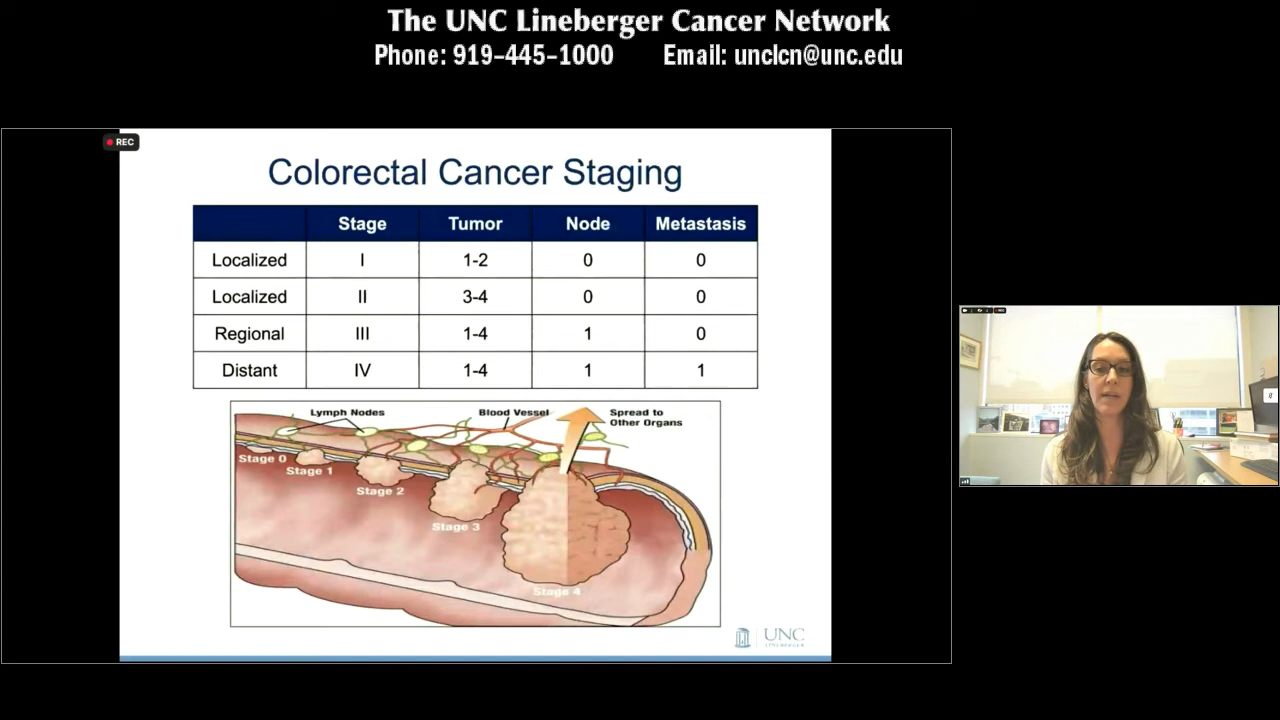 The UNC Lineberger Cancer Network
Phone: 919-445-1000 Email: unclcn@unc.edu
REC
Colorectal Cancer Staging
Stage Tumor Node Metastasis
Localized I 1-2 0 0
Localized II 3-4 0 0
Regional III 1-4 1 0
Distant IV 1-4 1 1
Lymph Nodes Blood Vessel Spread to
Other Organs
Stage 0
Stage 1
Stage 2
Stage 3
Stage 4
UNC
LINEBERGER